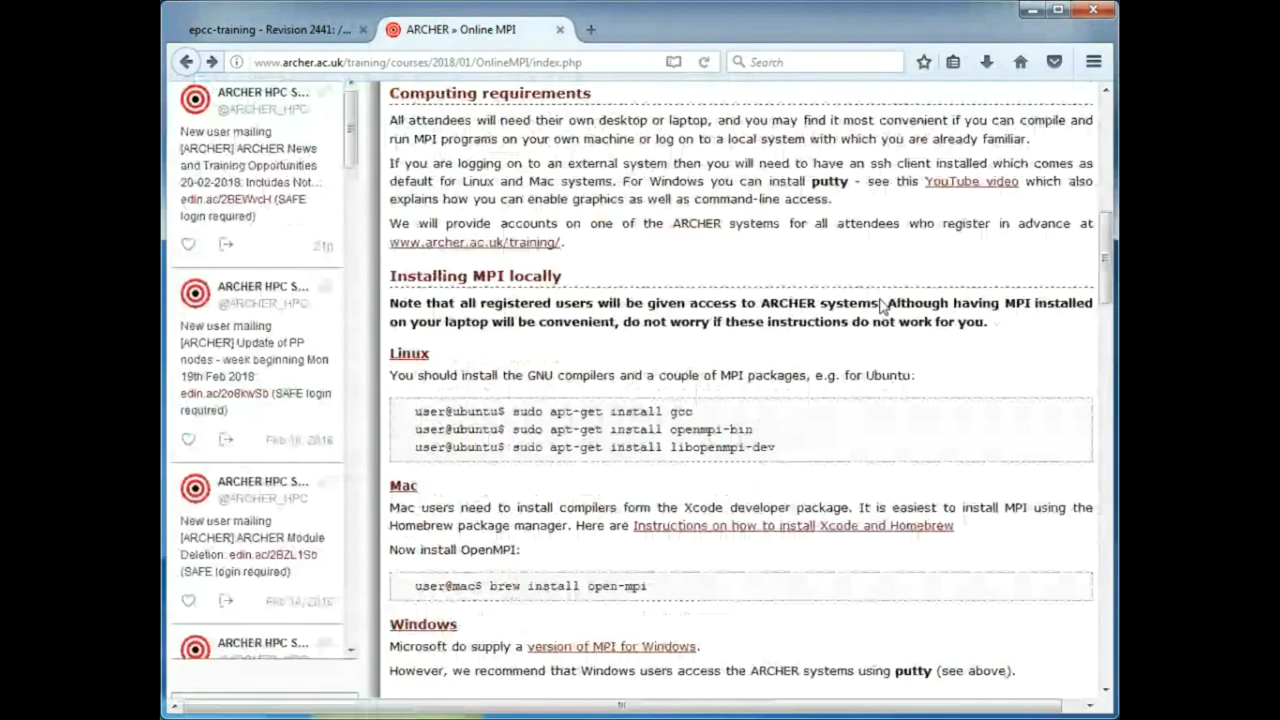 epcc-training - Revision 2441: /...
ARCHER » Online MPI
www.archer.ac.uk/training/courses/2018/01/OnlineMPI/index.php
Search
ARCHER HPC S...
@ARCHER_HPC
New user mailing
[ARCHER] ARCHER News
and Training Opportunities
20-02-2018: Includes Not...
edin.ac/2BEWvcH (SAFE
login required)
21h
ARCHER HPC S...
@ARCHER_HPC
New user mailing
[ARCHER] Update of PP
nodes - week beginning Mon
19th Feb 2018:
edin.ac/2o8kwSb (SAFE login
required)
Feb 16, 2018
ARCHER HPC S...
@ARCHER_HPC
New user mailing
[ARCHER] ARCHER Module
Deletion: edin.ac/2BZL1Sb
(SAFE login required)
Feb 14, 2018
ARCHER HPC S...
Computing requirements
All attendees will need their own desktop or laptop, and you may find it most convenient if you can compile and
run MPI programs on your own machine or log on to a local system with which you are already familiar.
If you are logging on to an external system then you will need to have an ssh client installed which comes as
default for Linux and Mac systems. For Windows you can install putty - see this YouTube video which also
explains how you can enable graphics as well as command-line access.
We will provide accounts on one of the ARCHER systems for all attendees who register in advance at
www.archer.ac.uk/training/.
Installing MPI locally
Note that all registered users will be given access to ARCHER systems. Although having MPI installed
on your laptop will be convenient, do not worry if these instructions do not work for you.
Linux
You should install the GNU compilers and a couple of MPI packages, e.g. for Ubuntu:
user@ubuntu$ sudo apt-get install gcc
user@ubuntu$ sudo apt-get install openmpi-bin
user@ubuntu$ sudo apt-get install libopenmpi-dev
Mac
Mac users need to install compilers form the Xcode developer package. It is easiest to install MPI using the
Homebrew package manager. Here are Instructions on how to install Xcode and Homebrew
Now install OpenMPI:
user@mac$ brew install open-mpi
Windows
Microsoft do supply a version of MPI for Windows.
However, we recommend that Windows users access the ARCHER systems using putty (see above).